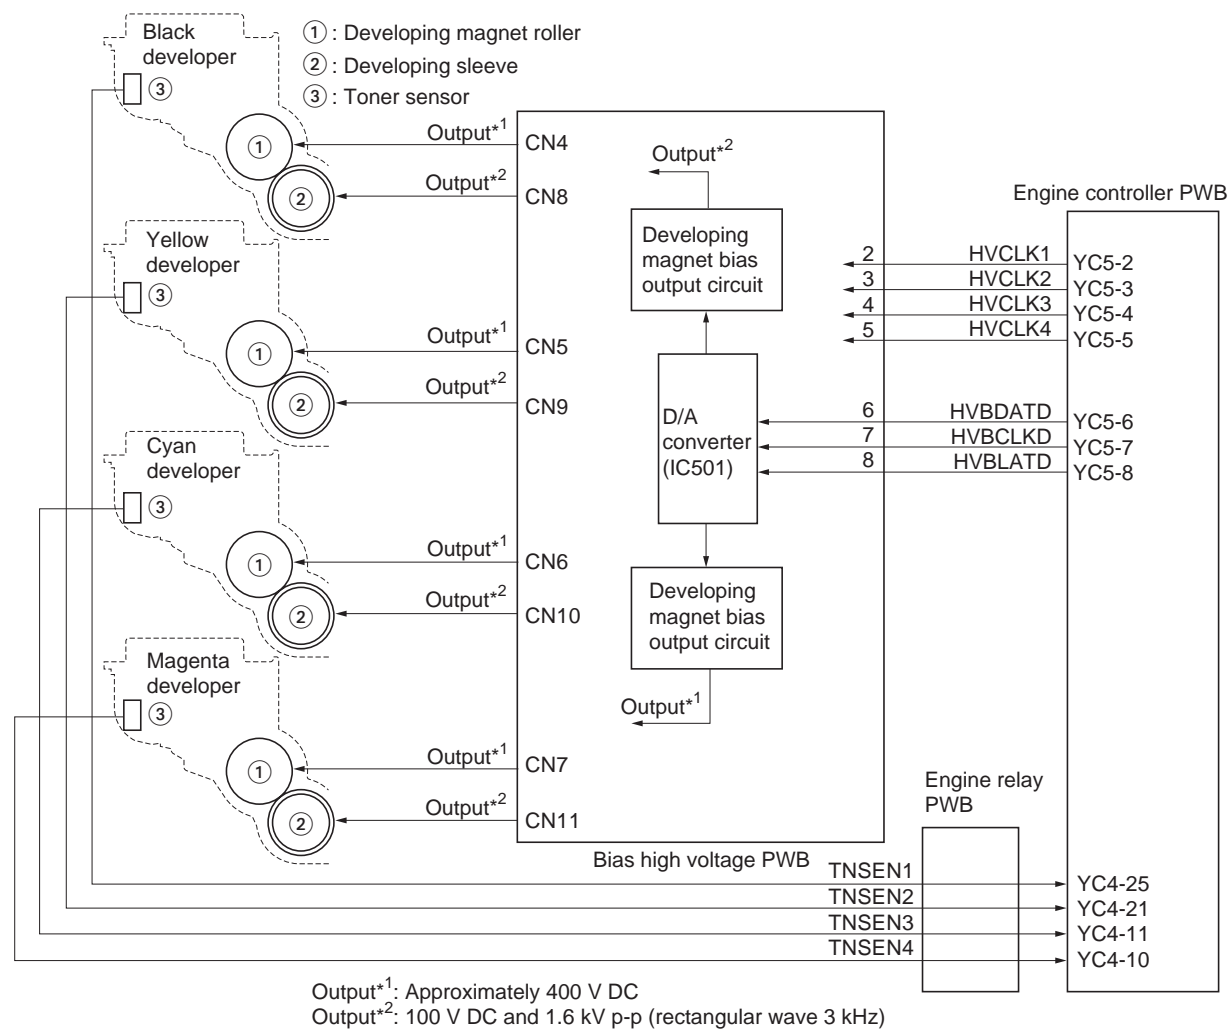 Black
developer
① : Developing magnet roller
② : Developing sleeve
③ : Toner sensor
③
①
②
Output*1
CN4
Output*2
CN8
Yellow
developer
③
①
②
Output*1
CN5
Output*2
CN9
Cyan
developer
③
①
②
Output*1
CN6
Output*2
CN10
Magenta
developer
③
①
②
Output*1
CN7
Output*2
CN11
Output*2
Developing
magnet bias
output circuit
D/A
converter
(IC501)
Developing
magnet bias
output circuit
Output*1
Bias high voltage PWB
Engine controller PWB
2 HVCLK1 YC5-2
3 HVCLK2 YC5-3
4 HVCLK3 YC5-4
5 HVCLK4 YC5-5
6 HVBDATD YC5-6
7 HVBCLKD YC5-7
8 HVBLATD YC5-8
Engine relay
PWB
TNSEN1 YC4-25
TNSEN2 YC4-21
TNSEN3 YC4-11
TNSEN4 YC4-10
Output*1: Approximately 400 V DC
Output*2: 100 V DC and 1.6 kV p-p (rectangular wave 3 kHz)